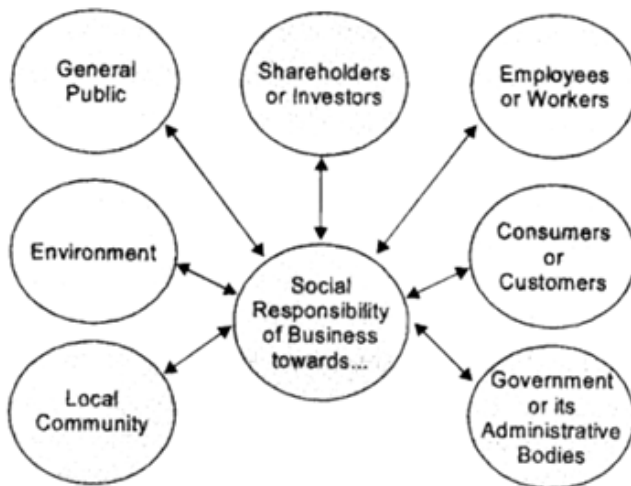 General
Public
Shareholders
or Investors
Employees
or Workers
Environment
Social
Responsibility
of Business
towards...
Consumers
or
Customers
Local
Community
Government
or its
Administrative
Bodies